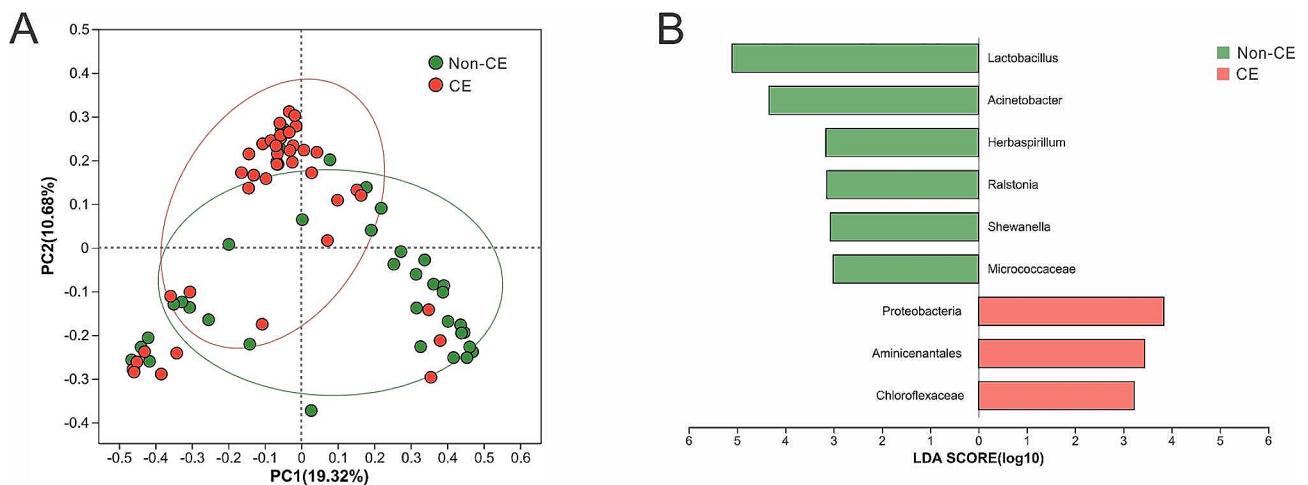 A
0.5
0.4
0.3
0.2
0.1
0
-0.1
-0.2
-0.3
-0.4
PC2(10.68%)
Non-CE
CE
-0.5 -0.4 -0.3 -0.2 -0.1 0 0.1 0.2 0.3 0.4 0.5 0.6
PC1(19.32%)
B
Non-CE
CE
Lactobacillus
Acinetobacter
Herbaspirillum
Ralstonia
Shewanella
Micrococcaceae
Proteobacteria
Aminicenantales
Chloroflexaceae
6 5 4 3 2 1 0 1 2 3 4 5 6
LDA SCORE(log10)